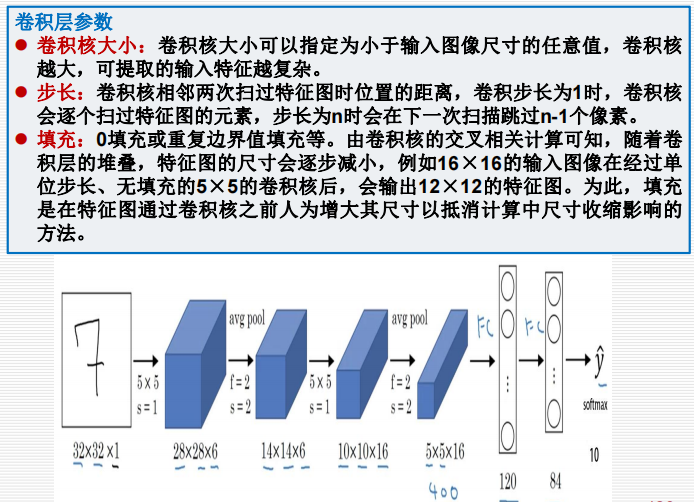 卷积层参数
● 卷积核大小：卷积核大小可以指定为小于输入图像尺寸的任意值，卷积核
越大，可提取的输入特征越复杂。
● 步长：卷积核相邻两次扫过特征图时位置的距离，卷积步长为1时，卷积核
会逐个扫过特征图的元素，步长为n时会在下一次扫描跳过n-1个像素。
● 填充：0填充或重复边界值填充等。由卷积核的交叉相关计算可知，随着卷
积层的堆叠，特征图的尺寸会逐步减小，例如16×16的输入图像在经过单
位步长、无填充的5×5的卷积核后，会输出12×12的特征图。为此，填充
是在特征图通过卷积核之前人为增大其尺寸以抵消计算中尺寸收缩影响的
方法。
7
5×5
s=1
avg pool
f=2
s=2
5×5
s=1
avg pool
f=2
s=2
FC
FC
⋮
⋮
ŷ
softmax
32×32×1
28×28×6
14×14×6
10×10×16
5×5×16
400
120
84
10